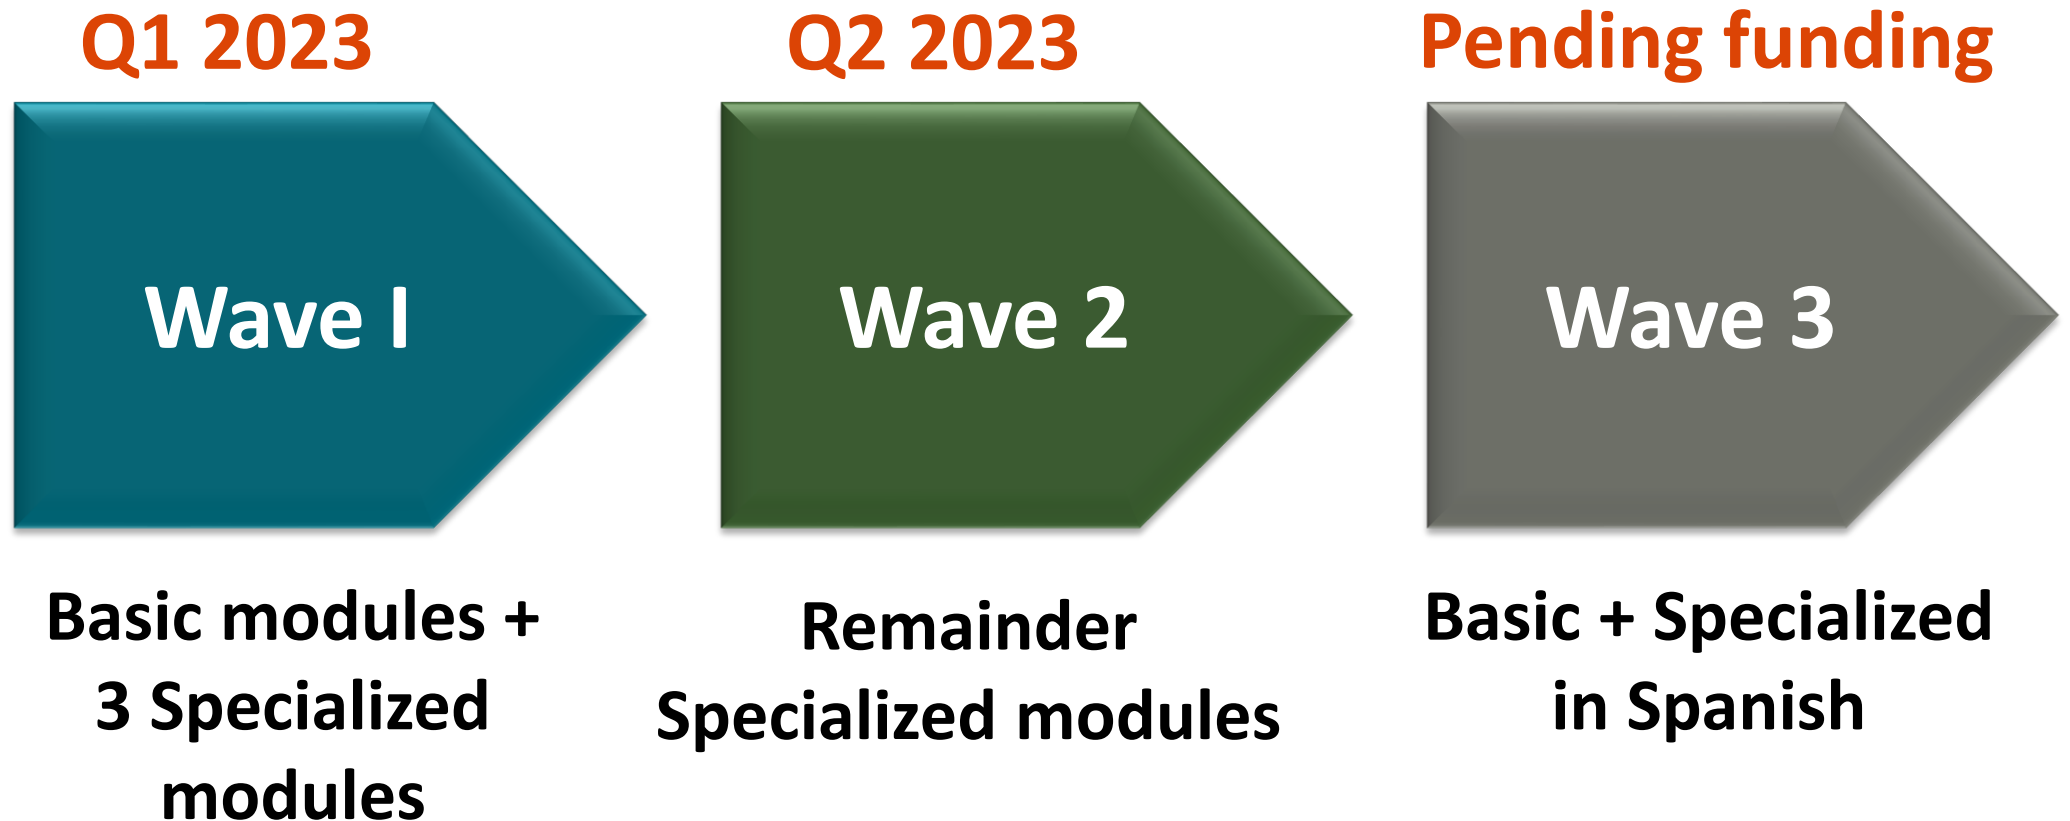 Q1 2023
Q2 2023
Pending funding
Wave I
Wave 2
Wave 3
Basic modules +
3 Specialized
modules
Remainder
Specialized modules
Basic + Specialized
in Spanish